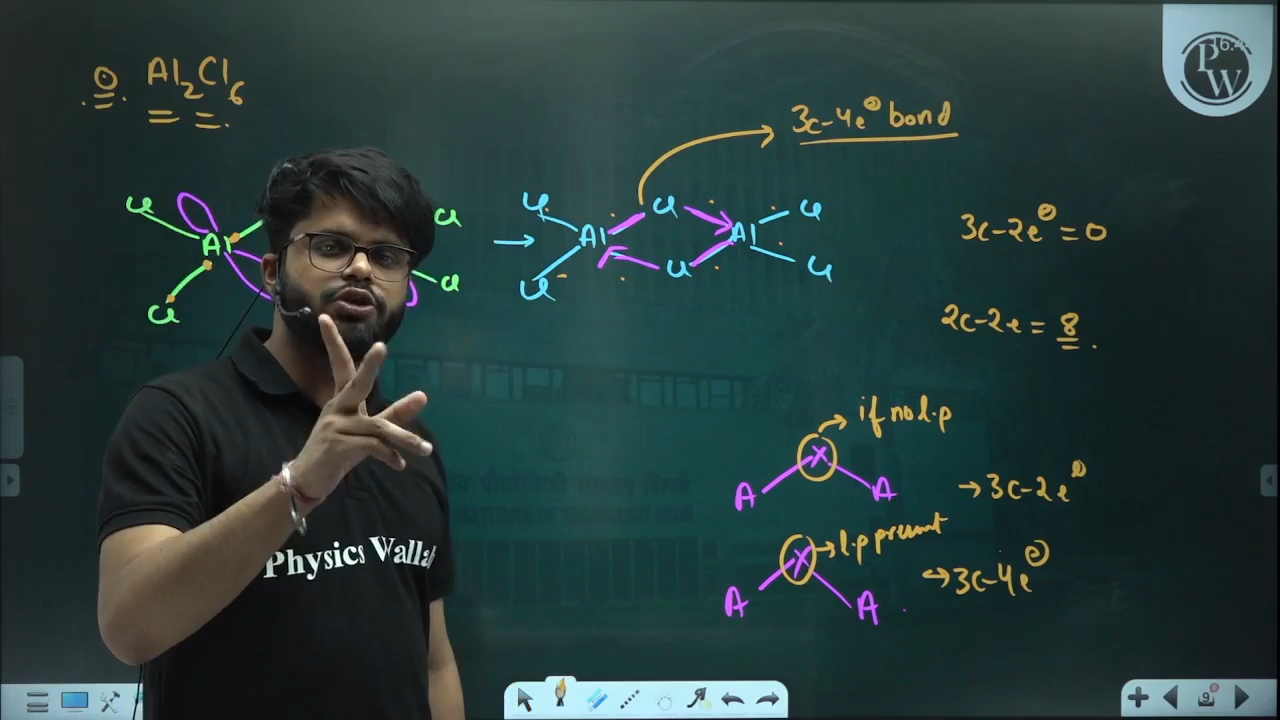 Q. Al2Cl6
3c-4e⊖ bond
Cl
Al
Cl
Cl
Cl
Cl
Al
Cl
Al
Cl
Cl
Cl
Cl
3c-2e⊖ = 0
2c-2e = 8.
if no l.p
A X A
→ 3c-2e⊖
l.p present
A X A
↔ 3c-4e⊖
Physics Wallah
PW